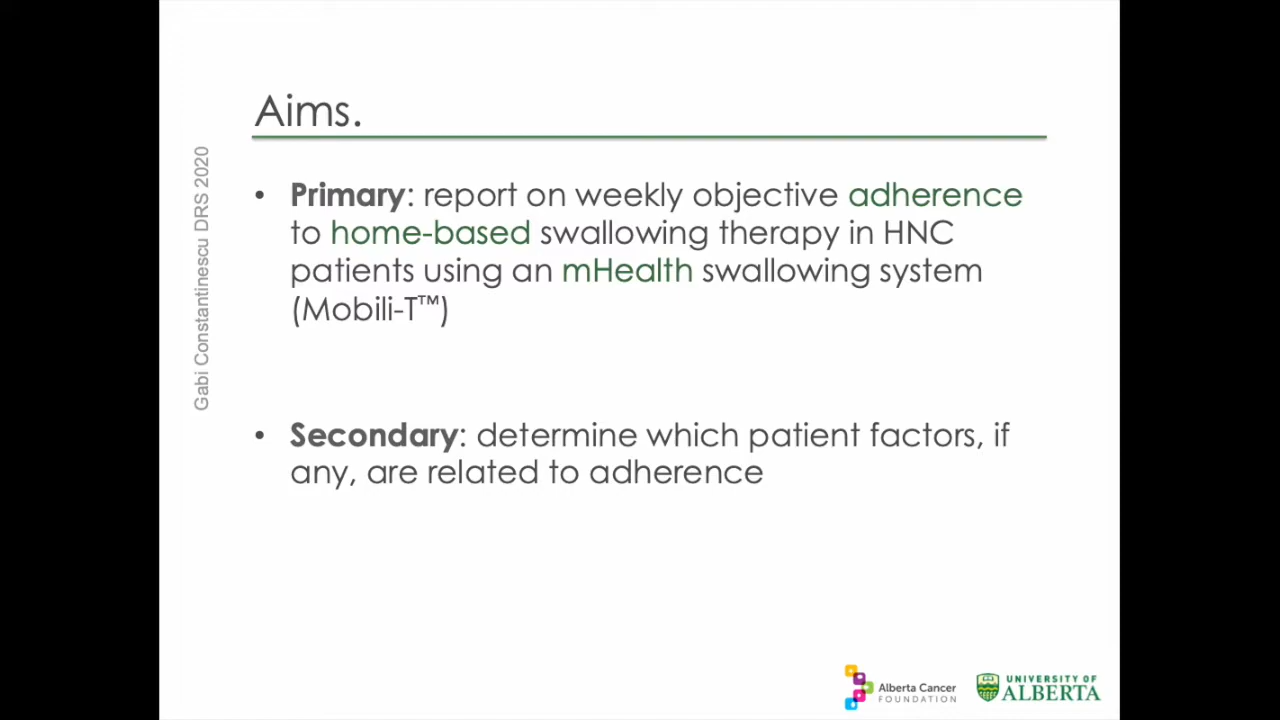 Aims.
Gabi Constantinescu DRS 2020
• Primary: report on weekly objective adherence
to home-based swallowing therapy in HNC
patients using an mHealth swallowing system
(Mobili-T™)
• Secondary: determine which patient factors, if
any, are related to adherence
Alberta Cancer
FOUNDATION
UNIVERSITY OF
ALBERTA